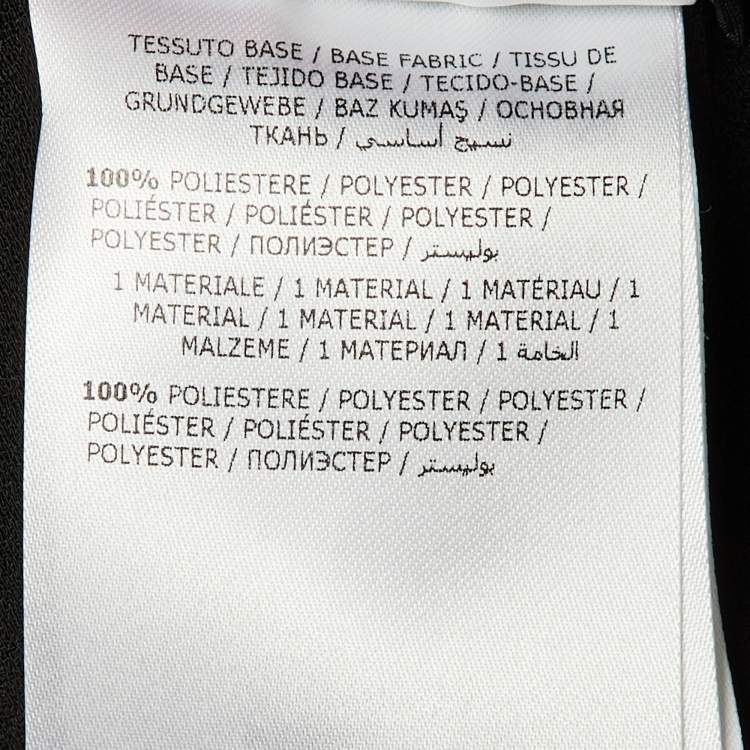 TESSUTO BASE / BASE FABRIC / TISSU DE
BASE / TEJIDO BASE / TECIDO-BASE /
GRUNDGEWEBE / BAZ KUMAŞ / ОСНОВНАЯ
ТКАНЬ / نسيج أساسي
100% POLIESTERE / POLYESTER / POLYESTER /
POLIÉSTER / POLIÉSTER / POLYESTER /
POLYESTER / ПОЛИЭСТЕР / بوليستر
1 MATERIALE / 1 MATERIAL / 1 MATÉRIAU / 1
MATERIAL / 1 MATERIAL / 1 MATERIAL / 1
MALZEME / 1 МАТЕРИАЛ / 1 الخامة
100% POLIESTERE / POLYESTER / POLYESTER /
POLIÉSTER / POLIÉSTER / POLYESTER /
POLYESTER / ПОЛИЭСТЕР / بوليستر